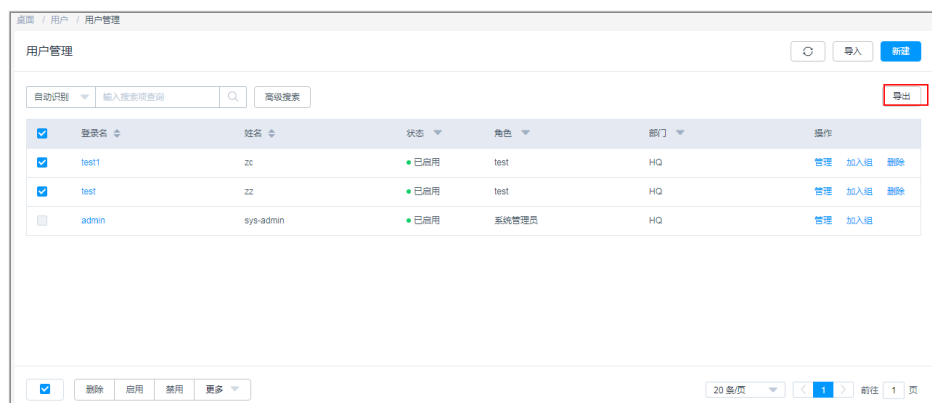 桌面 / 用户 / 用户管理
用户管理 导入 新建
自动识别 输入搜索项查询 高级搜索 导出
登录名 姓名 状态 角色 部门 操作
test1 zc 已启用 test HQ 管理 加入组 删除
test zz 已启用 test HQ 管理 加入组 删除
admin sys-admin 已启用 系统管理员 HQ 管理 加入组
删除 启用 禁用 更多 20 条/页 1 前往 1 页